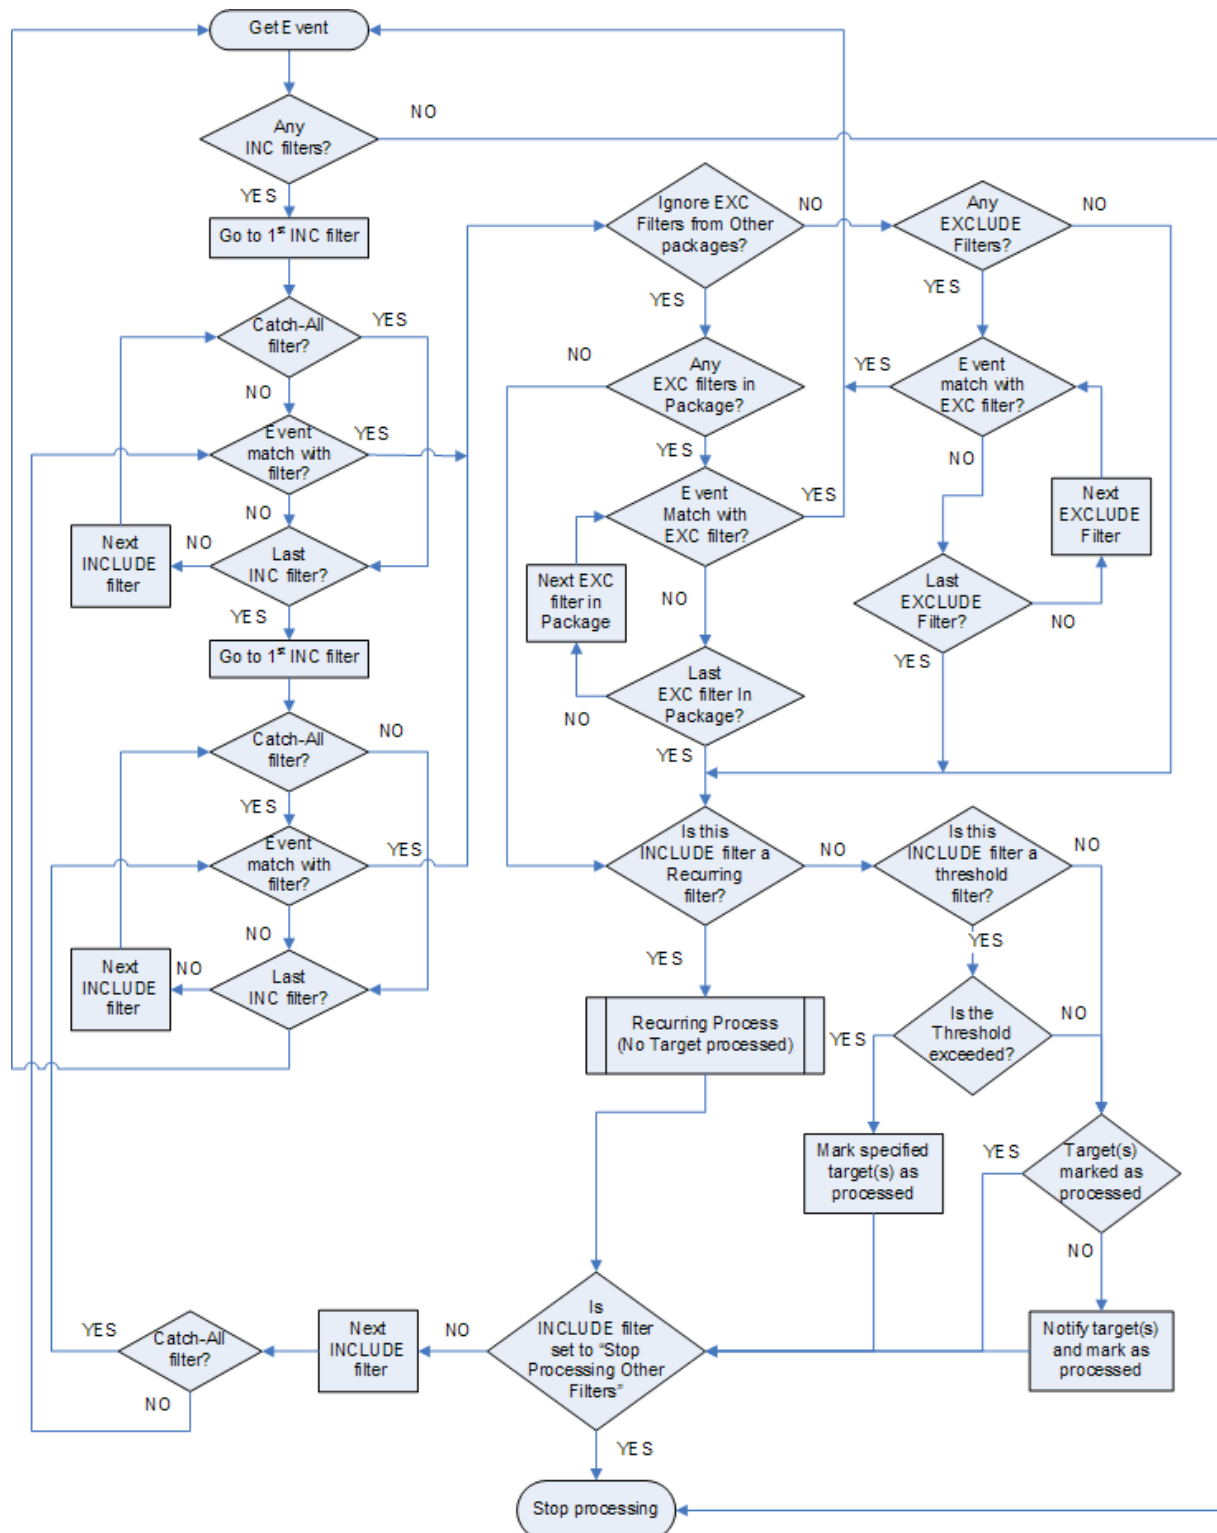 Get Event
NO
Any
INC filters?
YES
Go to 1st INC filter
Ignore EXC
Filters from Other
packages?
NO
Any
EXCLUDE
Filters?
NO
YES
YES
Catch-All
filter?
YES
NO
NO
Any
EXC filters in
Package?
YES
Event
match with
EXC filter?
Event
match with
filter?
YES
YES
NO
NO
Event
Match with
EXC filter?
YES
Next
EXCLUDE
Filter
Next
INCLUDE
filter
NO
Last
INC filter?
Next EXC
filter in
Package
NO
Last
EXCLUDE
Filter?
NO
YES
Go to 1st INC filter
YES
Last
EXC filter In
Package?
NO
YES
Catch-All
filter?
NO
YES
Event
match with
filter?
YES
Is this
INCLUDE filter a
Recurring
filter?
NO
Is this
INCLUDE filter a
threshold
filter?
NO
NO
YES
YES
Next
INCLUDE
filter
NO
Last
INC filter?
Recurring Process
(No Target processed)
YES
Is the
Threshold
exceeded?
NO
Mark specified
target(s) as
processed
YES
Target(s)
marked as
processed
NO
Is
INCLUDE filter
set to “Stop
Processing Other
Filters”
NO
Next
INCLUDE
filter
YES
Catch-All
filter?
NO
Notify target(s)
and mark as
processed
YES
Stop processing